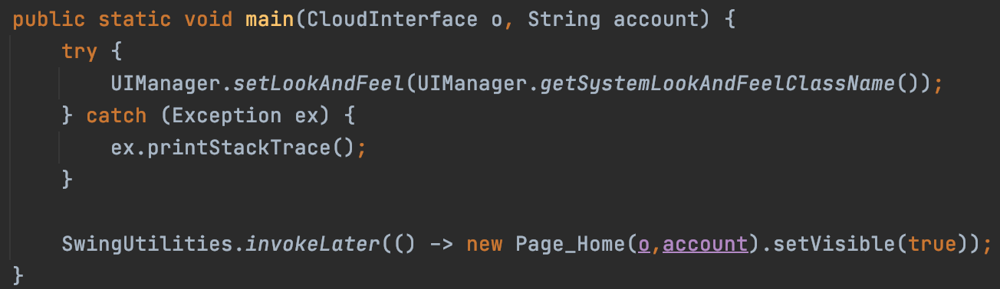 public static void main(CloudInterface o, String account) {
    try {
        UIManager.setLookAndFeel(UIManager.getSystemLookAndFeelClassName());
    } catch (Exception ex) {
        ex.printStackTrace();
    }

    SwingUtilities.invokeLater(() -> new Page_Home(o,account).setVisible(true));
}